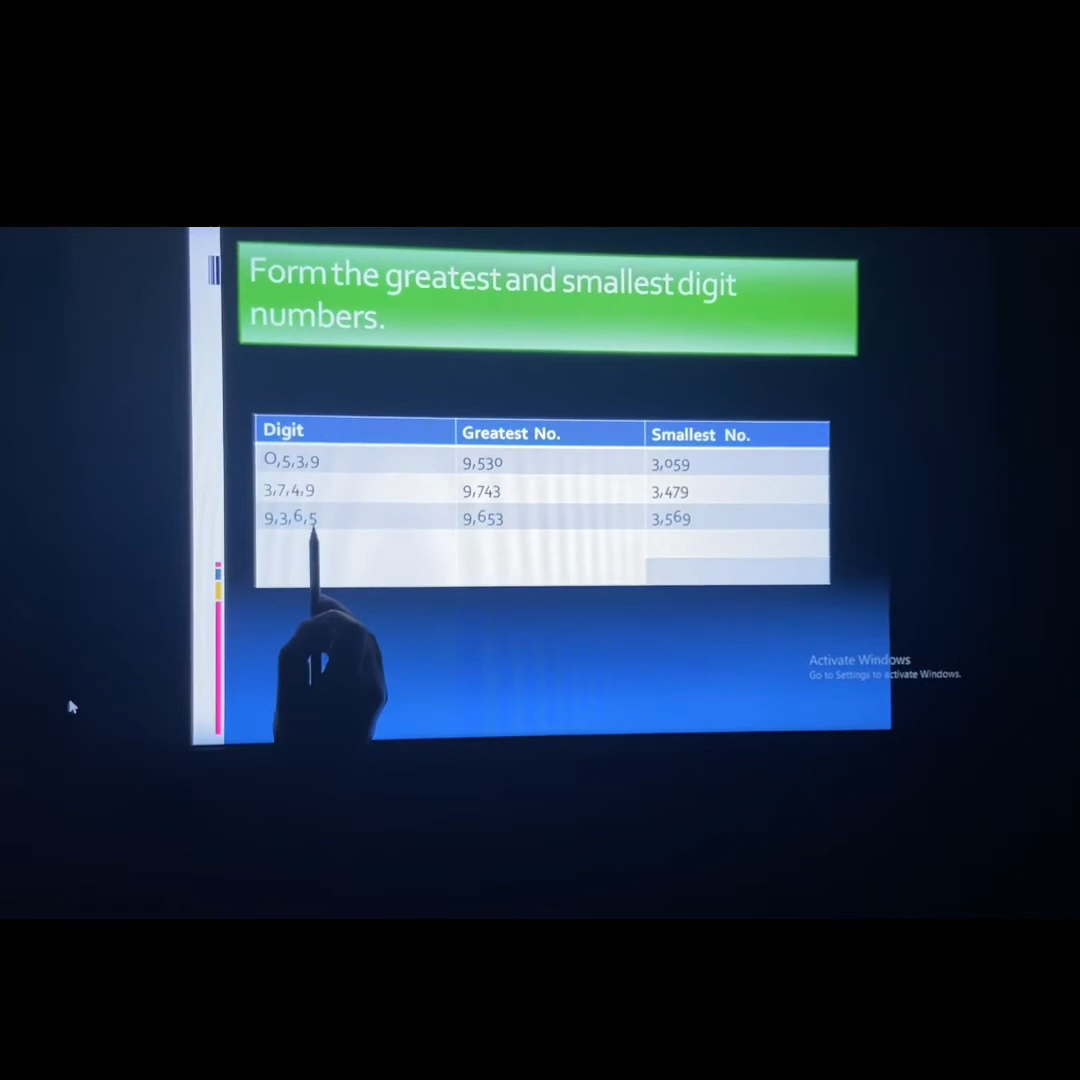 Form the greatest and smallest digit
numbers.
Digit Greatest No. Smallest No.
0,5,3,9 9,530 3,059
3,7,4,9 9,743 3,479
9,3,6,5 9,653 3,569
Activate Windows
Go to Settings to activate Windows.